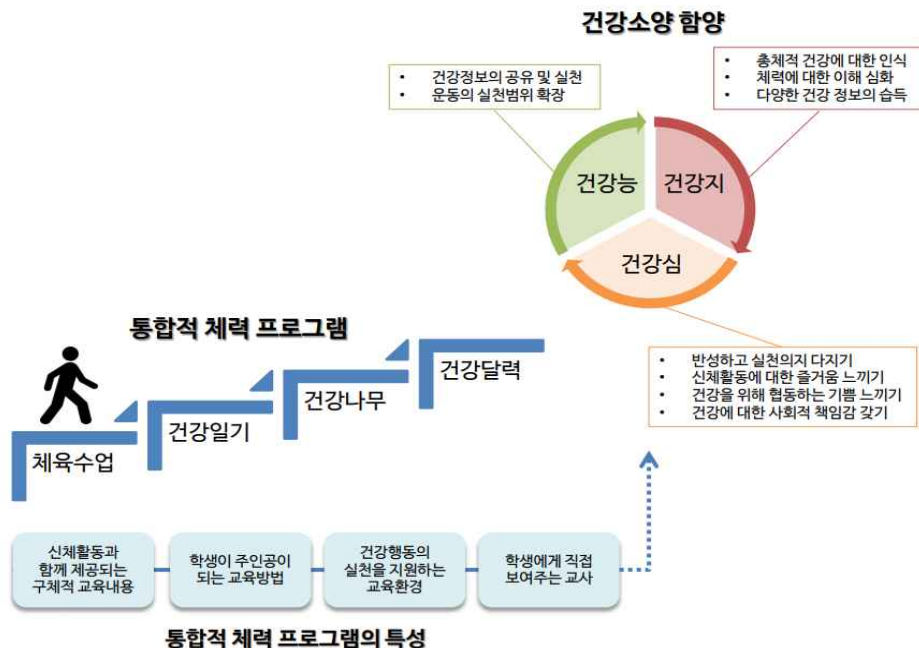 건강소양 함양
• 건강정보의 공유 및 실천
• 운동의 실천범위 확장
• 총체적 건강에 대한 인식
• 체력에 대한 이해 심화
• 다양한 건강 정보의 습득
건강능
건강지
건강심
• 반성하고 실천의지 다지기
• 신체활동에 대한 즐거움 느끼기
• 건강을 위해 협동하는 기쁨 느끼기
• 건강에 대한 사회적 책임감 갖기
통합적 체력 프로그램
체육수업
건강일기
건강나무
건강달력
신체활동과
함께 제공되는
구체적 교육내용
학생이 주인공이
되는 교육방법
건강행동의
실천을 지원하는
교육환경
학생에게 직접
보여주는 교사
통합적 체력 프로그램의 특성